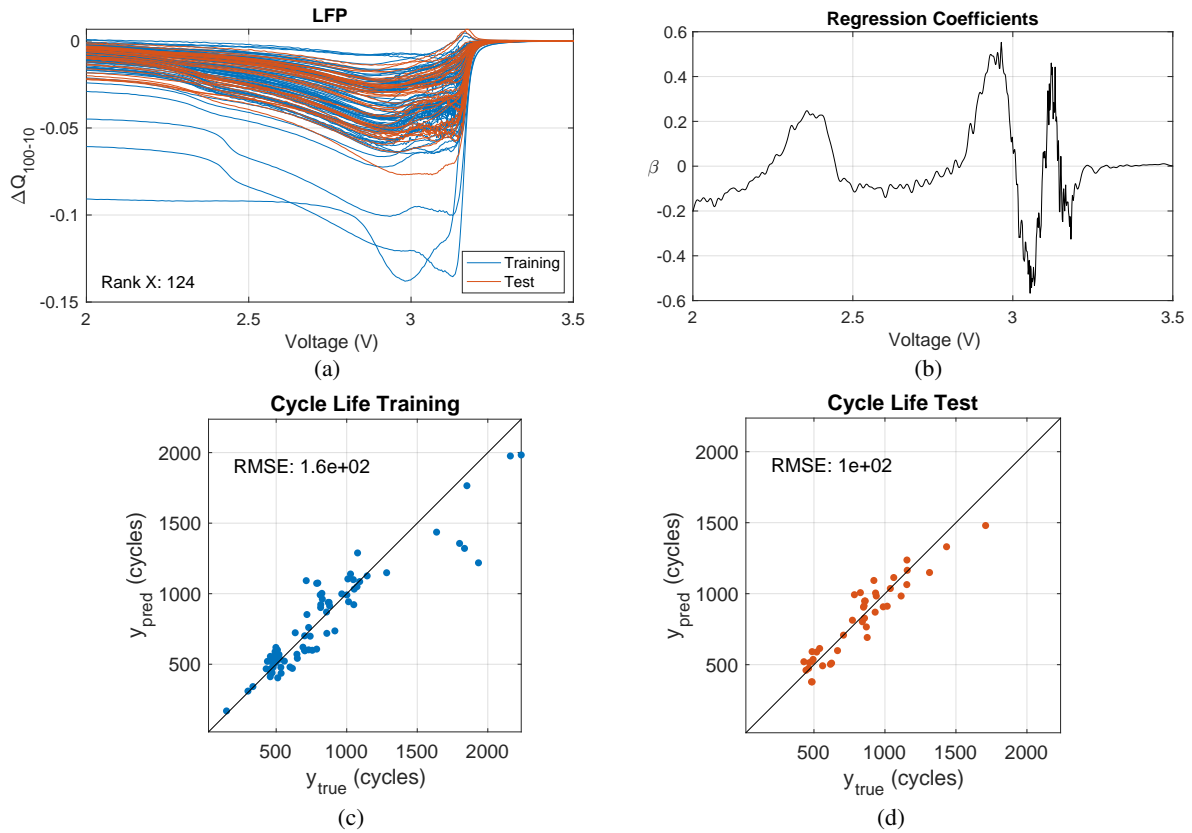 LFP
0
-0.05
-0.1
-0.15
ΔQ100-10
Rank X: 124
Training
Test
2
2.5
3
3.5
Voltage (V)
(a)
Regression Coefficients
0.6
0.4
0.2
0
-0.2
-0.4
-0.6
β
2
2.5
3
3.5
Voltage (V)
(b)
Cycle Life Training
RMSE: 1.6e+02
2000
1500
1000
500
ypred (cycles)
500
1000
1500
2000
ytrue (cycles)
(c)
Cycle Life Test
RMSE: 1e+02
2000
1500
1000
500
ypred (cycles)
500
1000
1500
2000
ytrue (cycles)
(d)